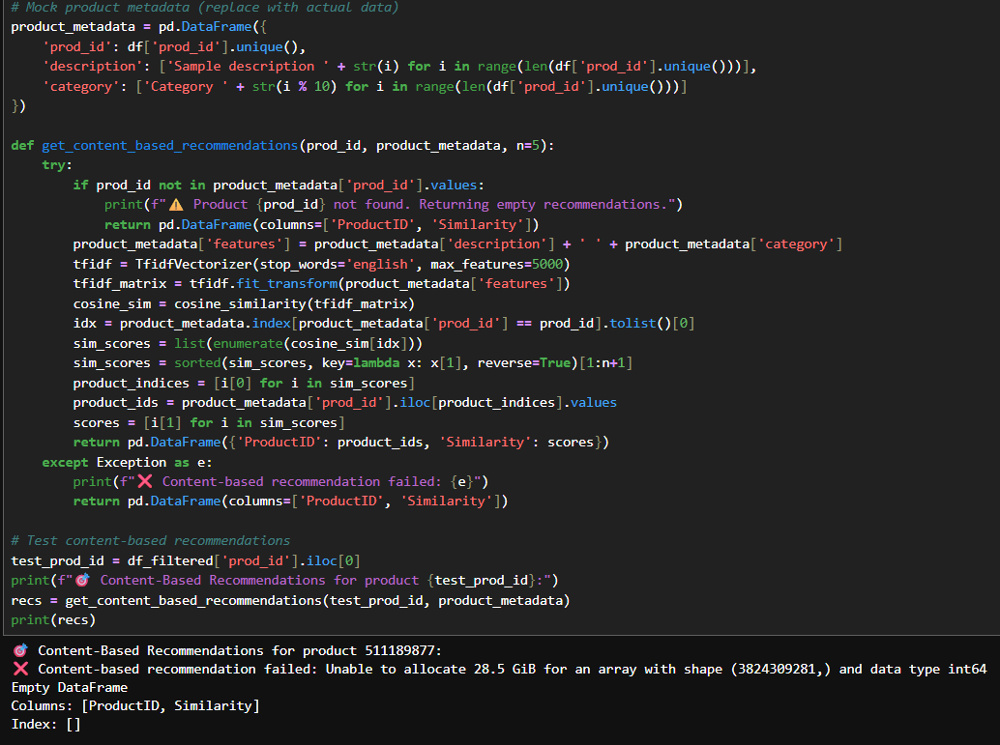 # Mock product metadata (replace with actual data)
product_metadata = pd.DataFrame({
    'prod_id': df['prod_id'].unique(),
    'description': ['Sample description ' + str(i) for i in range(len(df['prod_id'].unique()))],
    'category': ['Category ' + str(i % 10) for i in range(len(df['prod_id'].unique()))]
})

def get_content_based_recommendations(prod_id, product_metadata, n=5):
    try:
        if prod_id not in product_metadata['prod_id'].values:
            print(f"⚠️ Product {prod_id} not found. Returning empty recommendations.")
            return pd.DataFrame(columns=['ProductID', 'Similarity'])
        product_metadata['features'] = product_metadata['description'] + ' ' + product_metadata['category']
        tfidf = TfidfVectorizer(stop_words='english', max_features=5000)
        tfidf_matrix = tfidf.fit_transform(product_metadata['features'])
        cosine_sim = cosine_similarity(tfidf_matrix)
        idx = product_metadata.index[product_metadata['prod_id'] == prod_id].tolist()[0]
        sim_scores = list(enumerate(cosine_sim[idx]))
        sim_scores = sorted(sim_scores, key=lambda x: x[1], reverse=True)[1:n+1]
        product_indices = [i[0] for i in sim_scores]
        product_ids = product_metadata['prod_id'].iloc[product_indices].values
        scores = [i[1] for i in sim_scores]
        return pd.DataFrame({'ProductID': product_ids, 'Similarity': scores})
    except Exception as e:
        print(f"❌ Content-based recommendation failed: {e}")
        return pd.DataFrame(columns=['ProductID', 'Similarity'])

# Test content-based recommendations
test_prod_id = df_filtered['prod_id'].iloc[0]
print(f"🎯 Content-Based Recommendations for product {test_prod_id}:")
recs = get_content_based_recommendations(test_prod_id, product_metadata)
print(recs)
🎯 Content-Based Recommendations for product 511189877:
❌ Content-based recommendation failed: Unable to allocate 28.5 GiB for an array with shape (3824309281,) and data type int64
Empty DataFrame
Columns: [ProductID, Similarity]
Index: []